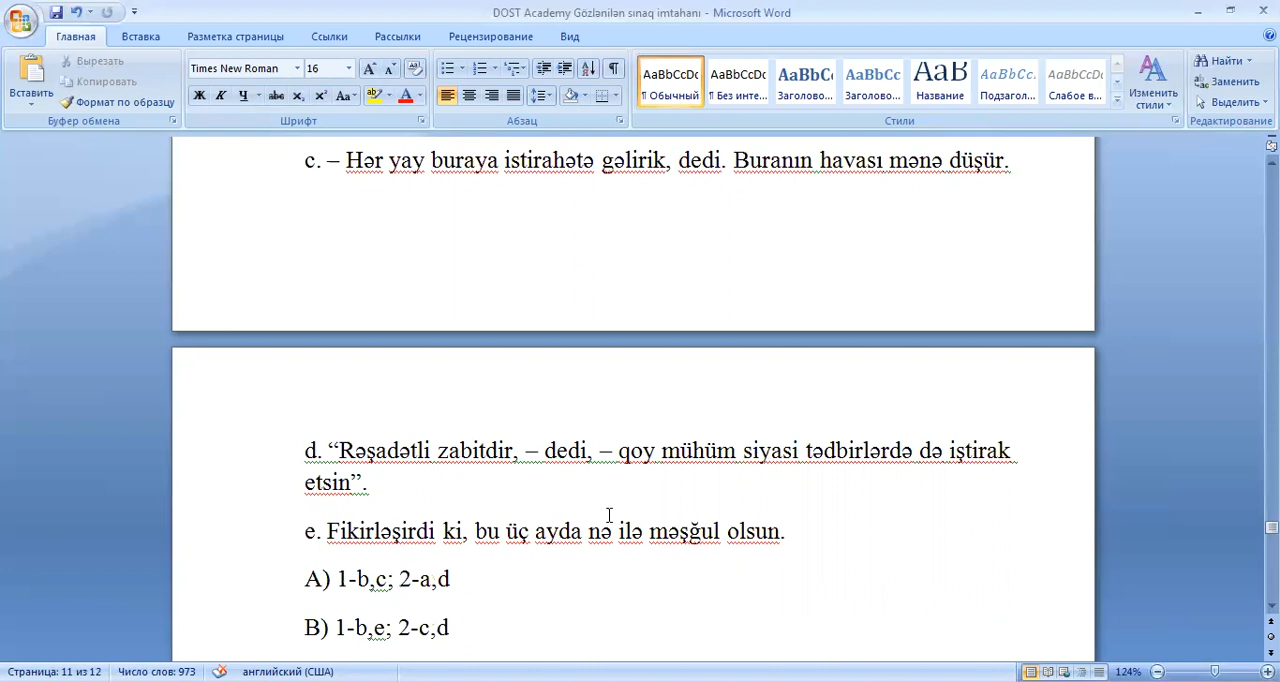 DOST Academy Gözlənilən sınaq imtahanı - Microsoft Word
Главная Вставка Разметка страницы Ссылки Рассылки Рецензирование Вид
Вставить Вырезать Копировать Формат по образцу
Буфер обмена
Times New Roman 16
Ж К Ч abc x₂ x² Aa
Шрифт
Абзац
AaBbCcDc ¶ Обычный
AaBbCcDc ¶ Без инте...
AaBbC Заголово...
AaBbCc Заголово...
AaB Название
AaBbCc. Подзагол...
AaBbCcDc Слабое в...
Изменить стили
Стили
Найти
Заменить
Выделить
Редактирование
c. – Hər yay buraya istirahətə gəlirik, dedi. Buranın havası mənə düşür.
d. “Rəşadətli zabitdir, – dedi, – qoy mühüm siyasi tədbirlərdə də iştirak
etsin”.
e. Fikirləşirdi ki, bu üç ayda nə ilə məşğul olsun.
A) 1-b,c; 2-a,d
B) 1-b,e; 2-c,d
Страница: 11 из 12 Число слов: 973 английский (США) 124%